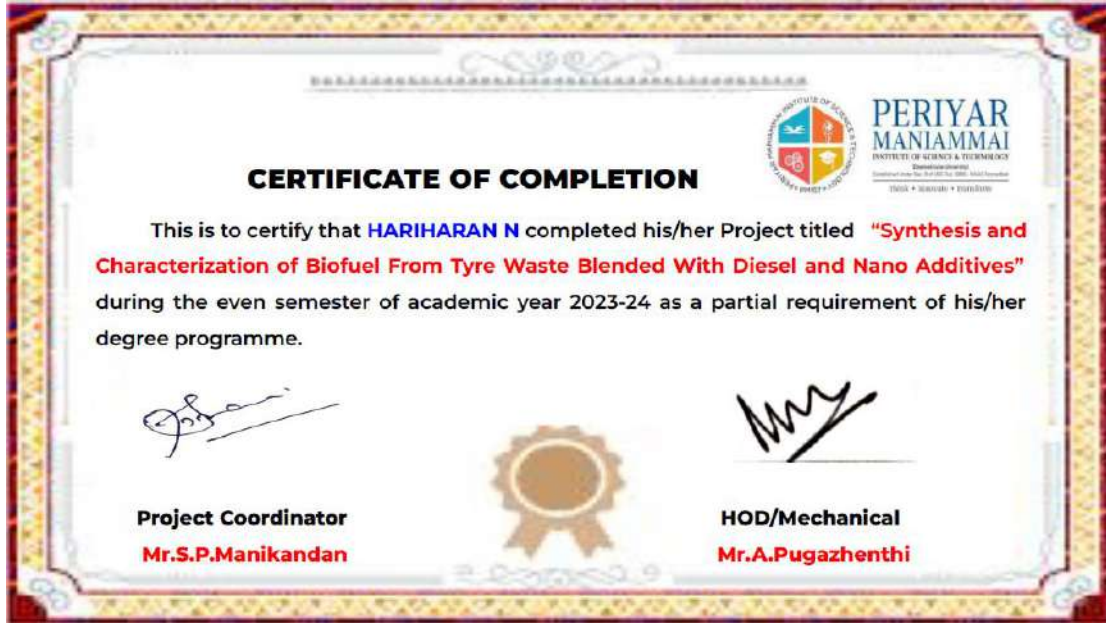 PERIYAR
MANIAMMAI
INSTITUTE OF SCIENCE & TECHNOLOGY
think • innovate • transform
CERTIFICATE OF COMPLETION
This is to certify that HARIHARAN N completed his/her Project titled “Synthesis and
Characterization of Biofuel From Tyre Waste Blended With Diesel and Nano Additives”
during the even semester of academic year 2023-24 as a partial requirement of his/her
degree programme.
Project Coordinator
HOD/Mechanical
Mr.S.P.Manikandan
Mr.A.Pugazhenthi